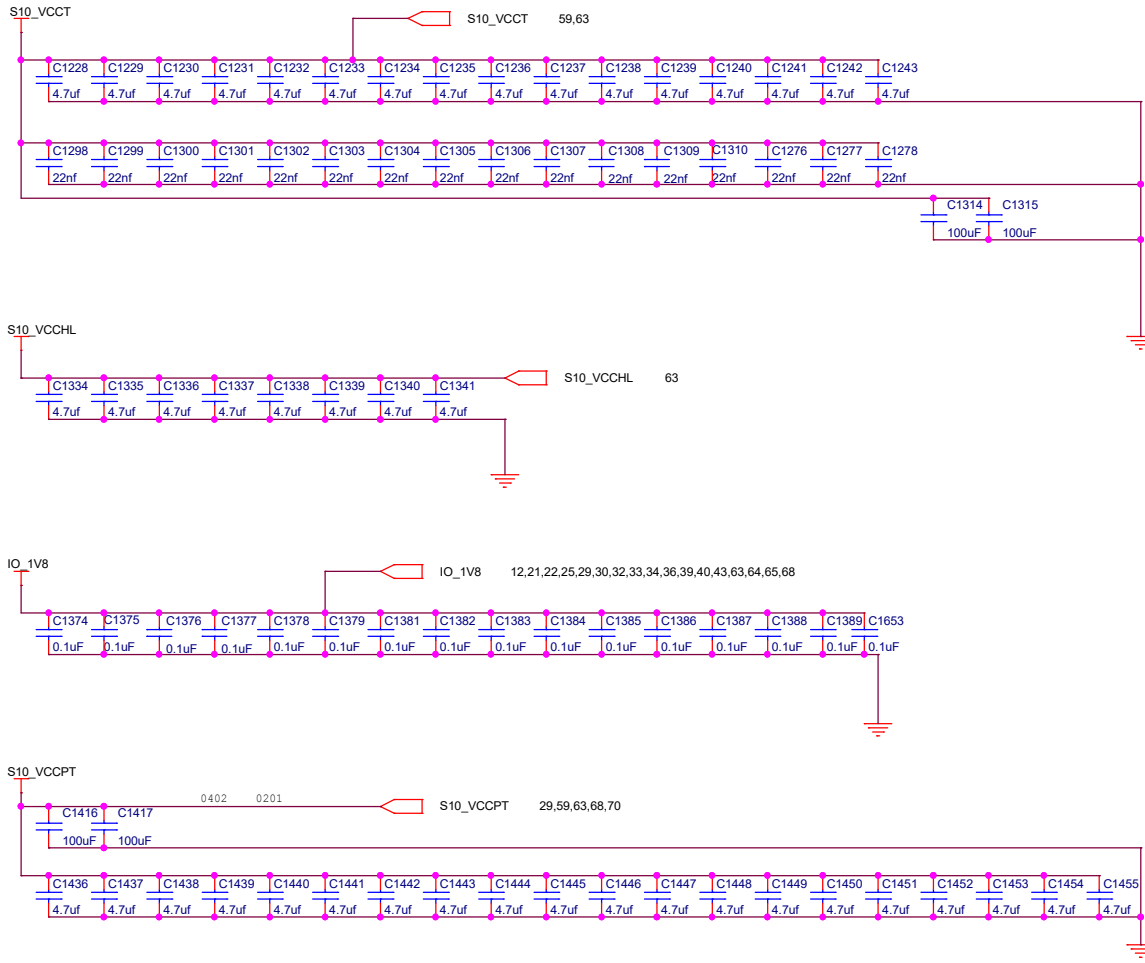 S10_VCCT
S10_VCCT 59,63
C1228 C1229 C1230 C1231 C1232 C1233 C1234 C1235 C1236 C1237 C1238 C1239 C1240 C1241 C1242 C1243
4.7uf 4.7uf 4.7uf 4.7uf 4.7uf 4.7uf 4.7uf 4.7uf 4.7uf 4.7uf 4.7uf 4.7uf 4.7uf 4.7uf 4.7uf 4.7uf
C1298 C1299 C1300 C1301 C1302 C1303 C1304 C1305 C1306 C1307 C1308 C1309 C1310 C1276 C1277 C1278
22nf 22nf 22nf 22nf 22nf 22nf 22nf 22nf 22nf 22nf 22nf 22nf 22nf 22nf 22nf 22nf
C1314 C1315
100uF 100uF
S10_VCCHL
S10_VCCHL 63
C1334 C1335 C1336 C1337 C1338 C1339 C1340 C1341
4.7uf 4.7uf 4.7uf 4.7uf 4.7uf 4.7uf 4.7uf 4.7uf
IO_1V8
IO_1V8 12,21,22,25,29,30,32,33,34,36,39,40,43,63,64,65,68
C1374 C1375 C1376 C1377 C1378 C1379 C1381 C1382 C1383 C1384 C1385 C1386 C1387 C1388 C1389 C1653
0.1uF 0.1uF 0.1uF 0.1uF 0.1uF 0.1uF 0.1uF 0.1uF 0.1uF 0.1uF 0.1uF 0.1uF 0.1uF 0.1uF 0.1uF 0.1uF
S10_VCCPT
0402 0201
S10_VCCPT 29,59,63,68,70
C1416 C1417
100uF 100uF
C1436 C1437 C1438 C1439 C1440 C1441 C1442 C1443 C1444 C1445 C1446 C1447 C1448 C1449 C1450 C1451 C1452 C1453 C1454 C1455
4.7uf 4.7uf 4.7uf 4.7uf 4.7uf 4.7uf 4.7uf 4.7uf 4.7uf 4.7uf 4.7uf 4.7uf 4.7uf 4.7uf 4.7uf 4.7uf 4.7uf 4.7uf 4.7uf 4.7uf